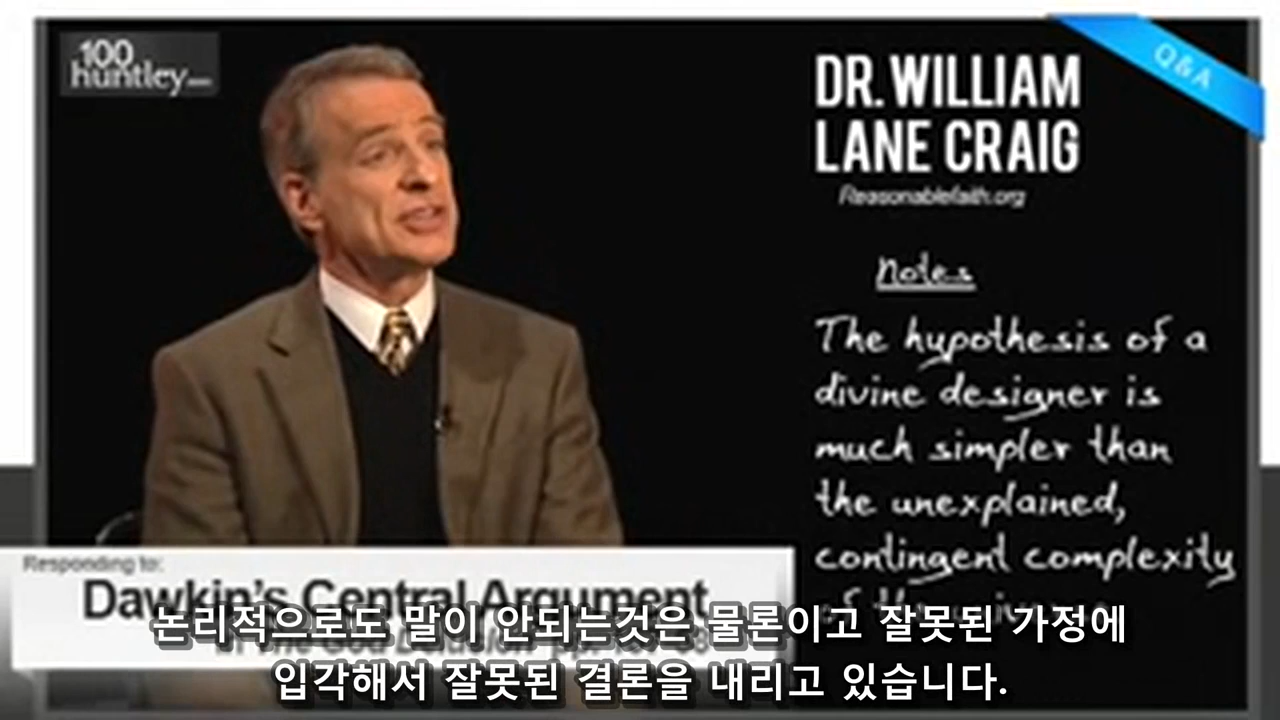 100
huntley
Q&A
DR. WILLIAM
LANE CRAIG
Reasonablefaith.org
Notes
The hypothesis of a
divine designer is
much simpler than
the unexplained,
contingent complexity
Responding to:
Dawkin's Central Argument
논리적으로도 말이 안되는것은 물론이고 잘못된 가정에
입각해서 잘못된 결론을 내리고 있습니다.